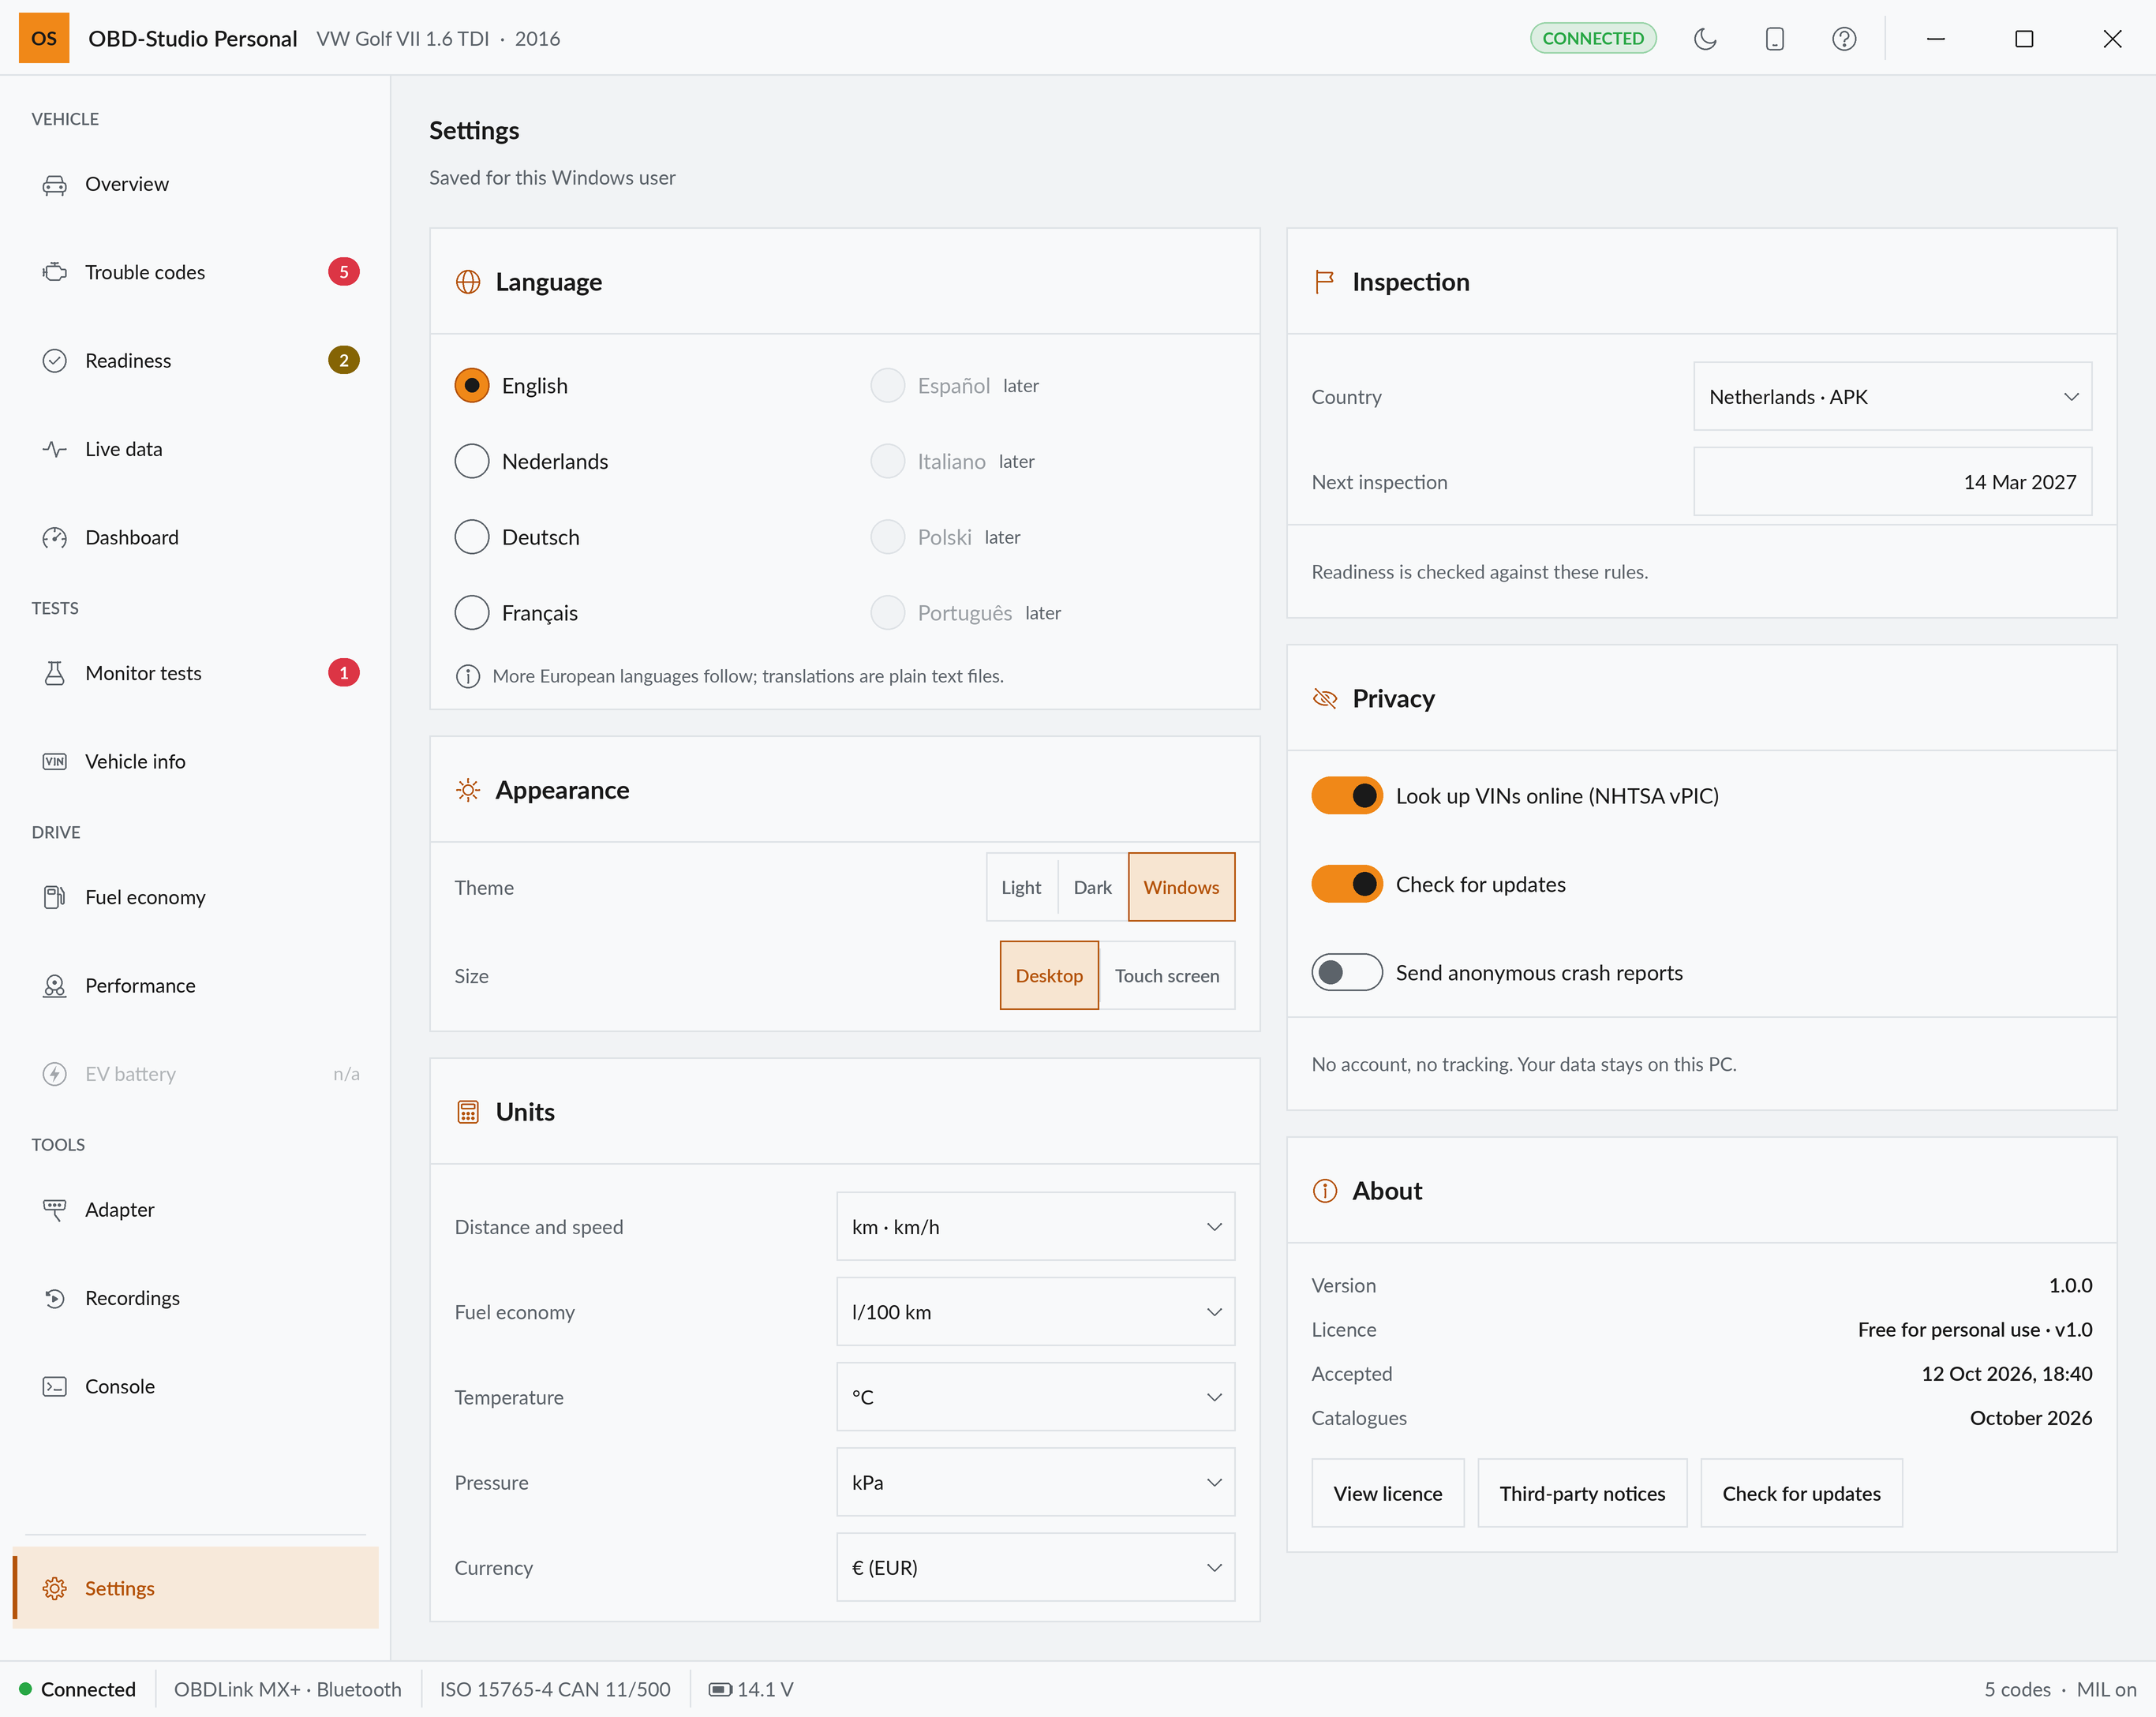 OS OBD-Studio Personal VW Golf VII 1.6 TDI · 2016 CONNECTED
VEHICLE
Overview
Trouble codes 5
Readiness 2
Live data
Dashboard
TESTS
Monitor tests 1
VIN Vehicle info
DRIVE
Fuel economy
Performance
EV battery n/a
TOOLS
Adapter
Recordings
Console
Settings
Settings
Saved for this Windows user
Language
English
Español later
Nederlands
Italiano later
Deutsch
Polski later
Français
Português later
More European languages follow; translations are plain text files.
Appearance
Theme Light Dark Windows
Size Desktop Touch screen
Units
Distance and speed km · km/h
Fuel economy l/100 km
Temperature °C
Pressure kPa
Currency € (EUR)
Inspection
Country Netherlands · APK
Next inspection 14 Mar 2027
Readiness is checked against these rules.
Privacy
Look up VINs online (NHTSA vPIC)
Check for updates
Send anonymous crash reports
No account, no tracking. Your data stays on this PC.
About
Version 1.0.0
Licence Free for personal use · v1.0
Accepted 12 Oct 2026, 18:40
Catalogues October 2026
View licence Third-party notices Check for updates
Connected OBDLink MX+ · Bluetooth ISO 15765-4 CAN 11/500 14.1 V 5 codes · MIL on